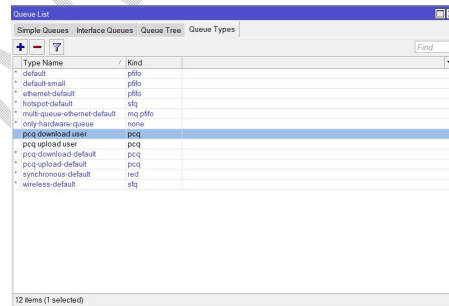 Queue List
Simple Queues Interface Queues Queue Tree Queue Types
Find
Type Name Kind
* default pfifo
* default-small pfifo
* ethernet-default pfifo
* hotspot-default sfq
* multi-queue-ethernet-default mq pfifo
* only-hardware-queue none
pcq download user pcq
pcq upload user pcq
* pcq-download-default pcq
* pcq-upload-default pcq
* synchronous-default red
* wireless-default sfq
12 items (1 selected)